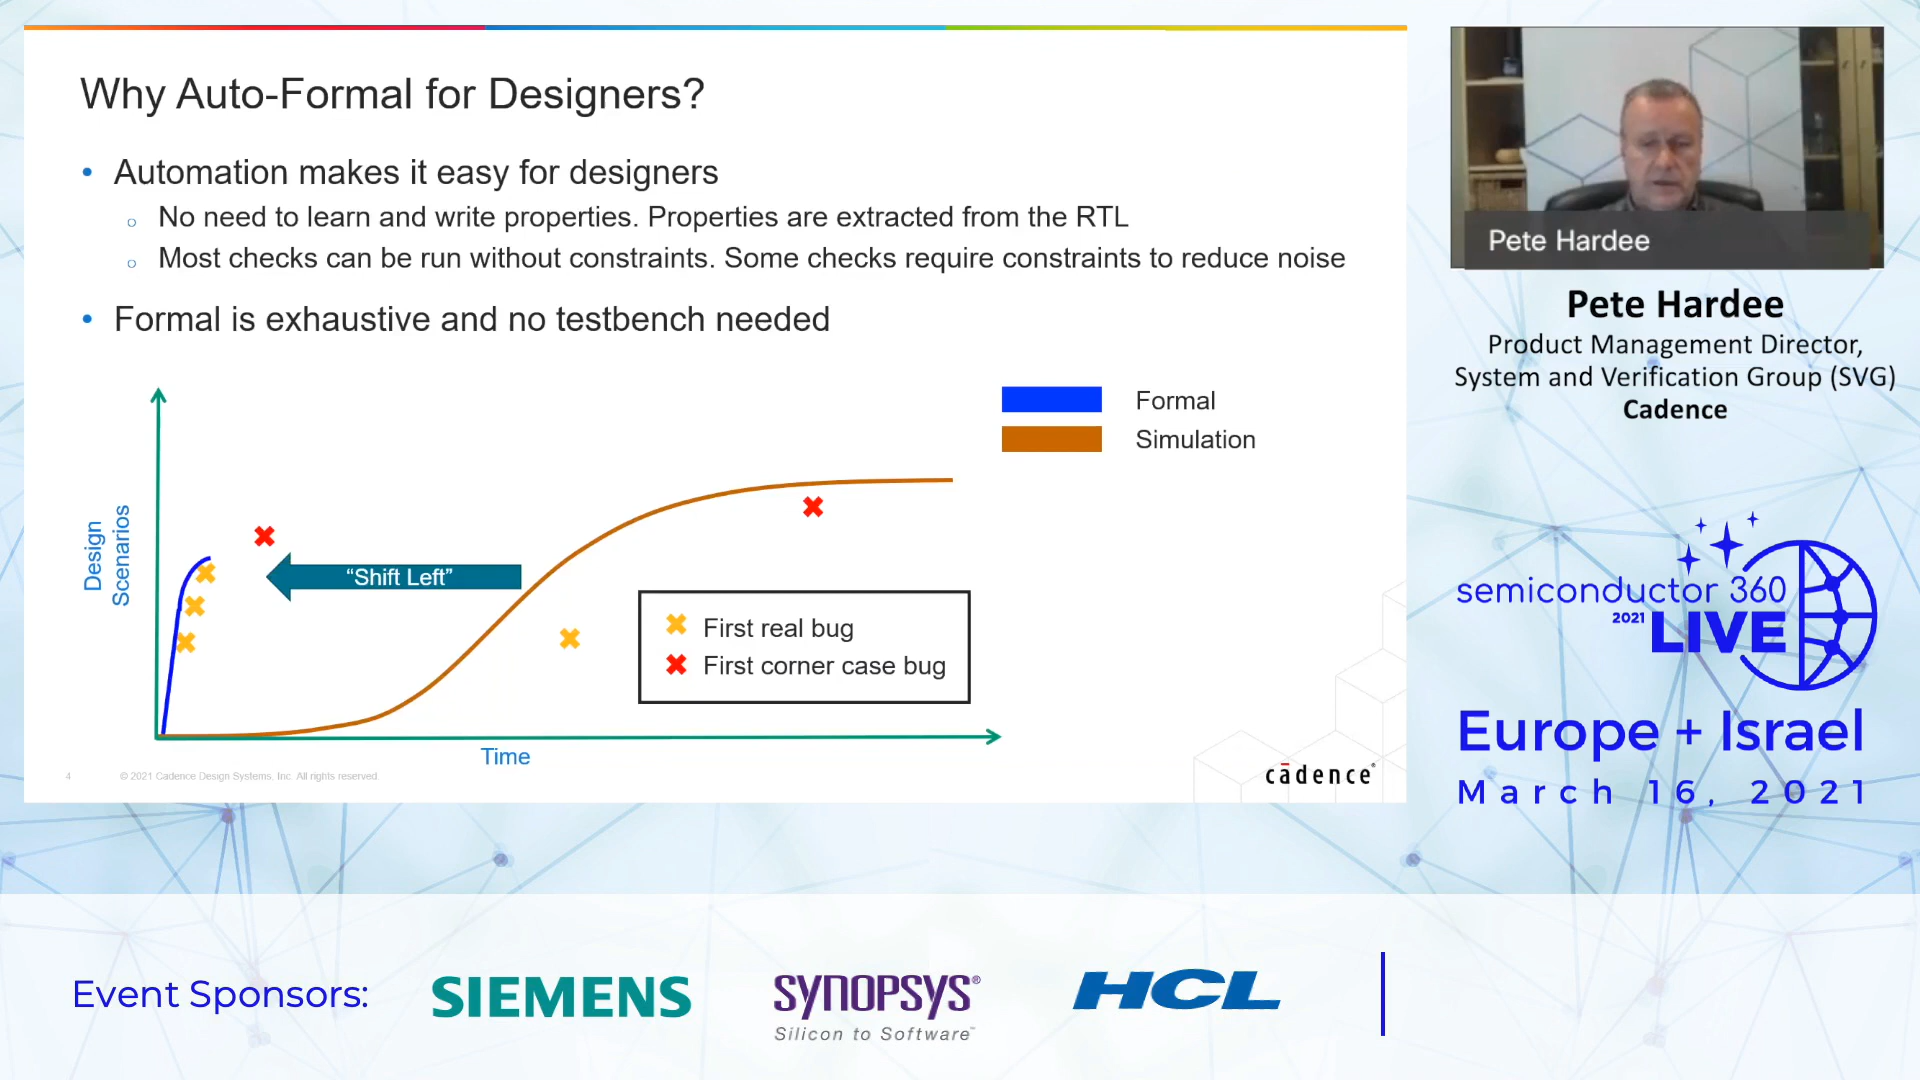 Why Auto-Formal for Designers?
• Automation makes it easy for designers
○ No need to learn and write properties. Properties are extracted from the RTL
○ Most checks can be run without constraints. Some checks require constraints to reduce noise
• Formal is exhaustive and no testbench needed
Formal
Simulation
Design
Scenarios
"Shift Left"
First real bug
First corner case bug
Time
4
© 2021 Cadence Design Systems, Inc. All rights reserved.
cādence®
Pete Hardee
Pete Hardee
Product Management Director,
System and Verification Group (SVG)
Cadence
semiconductor 360
2021 LIVE
Europe + Israel
March 16, 2021
Event Sponsors:
SIEMENS
SYNOPSYS®
Silicon to Software™
HCL